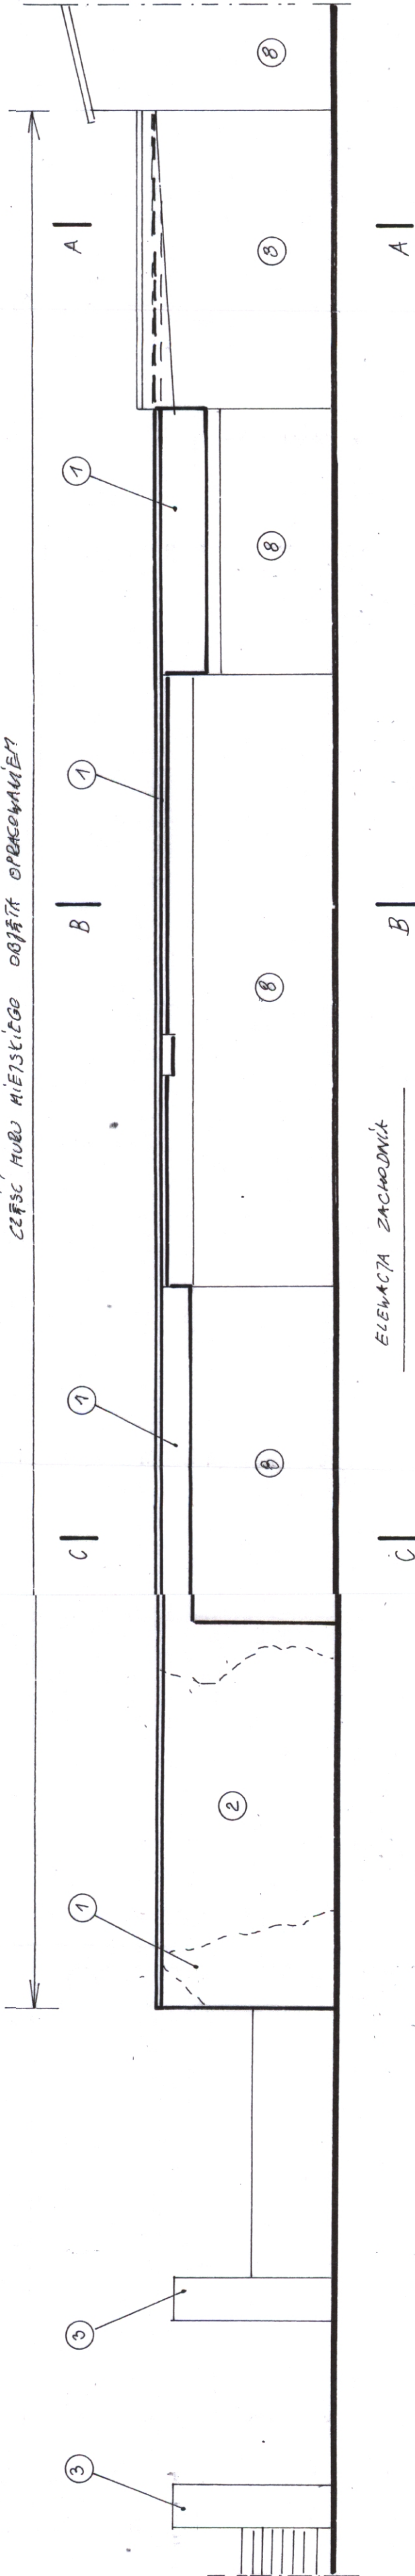 CZĘŚĆ MURU MIEJSKIEGO OBJĘTA OPRACOWANIEM
3 3 1 C 1 B 1 1 A
2 8 8 8 8 8
ELEWACJA ZACHODNIA
C B A